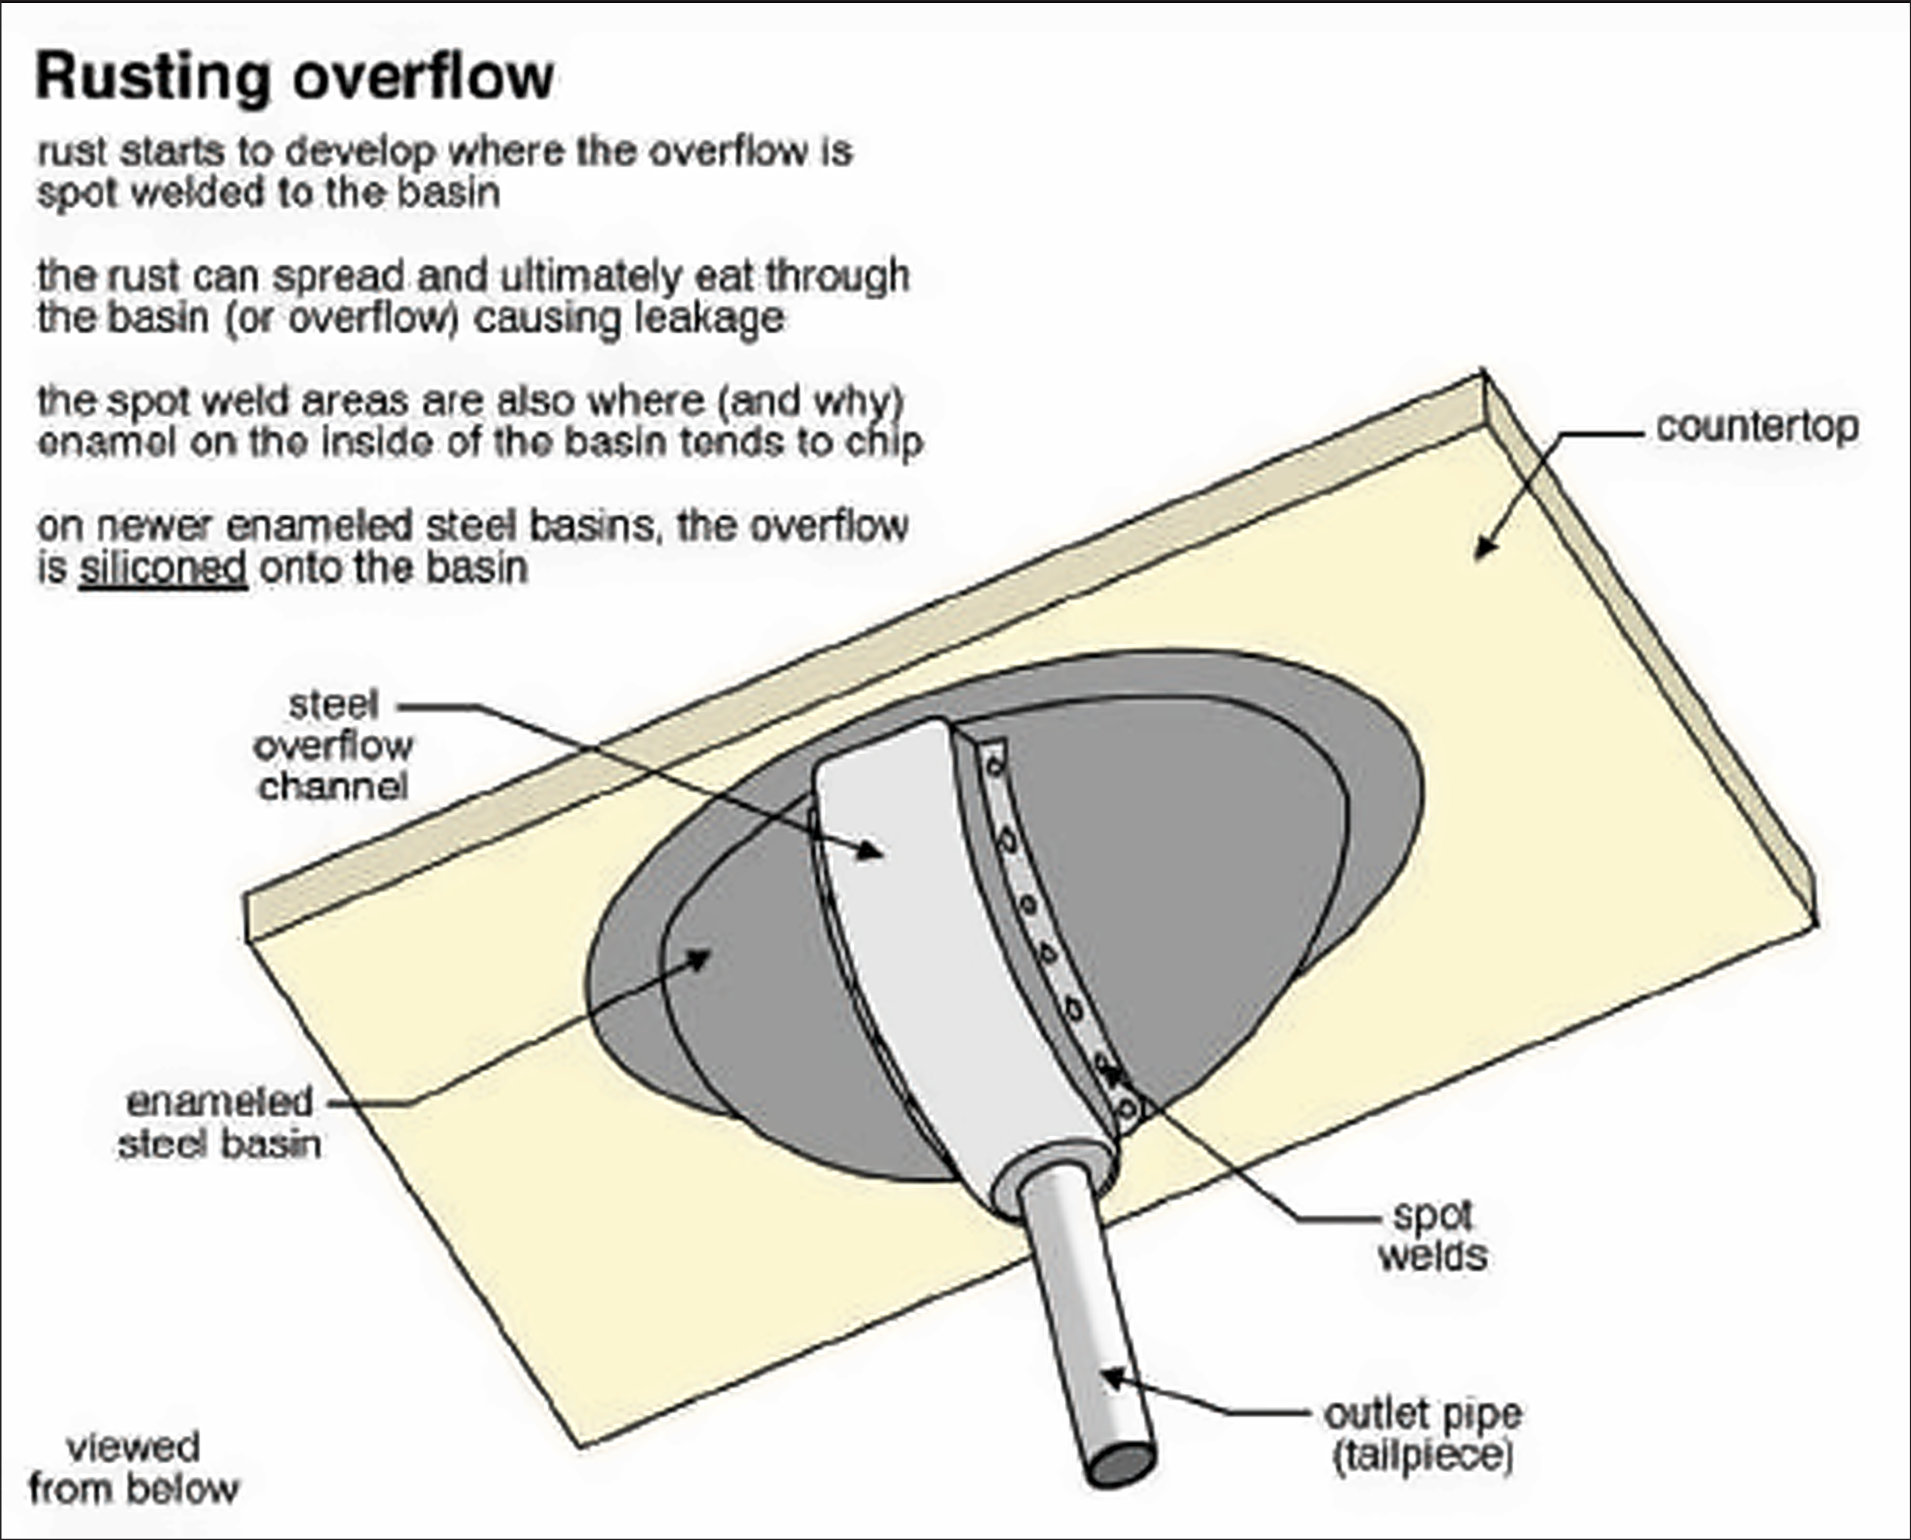 Rusting overflow
rust starts to develop where the overflow is
spot welded to the basin
the rust can spread and ultimately eat through
the basin (or overflow) causing leakage
the spot weld areas are also where (and why)
enamel on the inside of the basin tends to chip
on newer enameled steel basins, the overflow
is siliconed onto the basin
countertop
steel
overflow
channel
enameled
steel basin
spot
welds
outlet pipe
(tailpiece)
viewed
from below